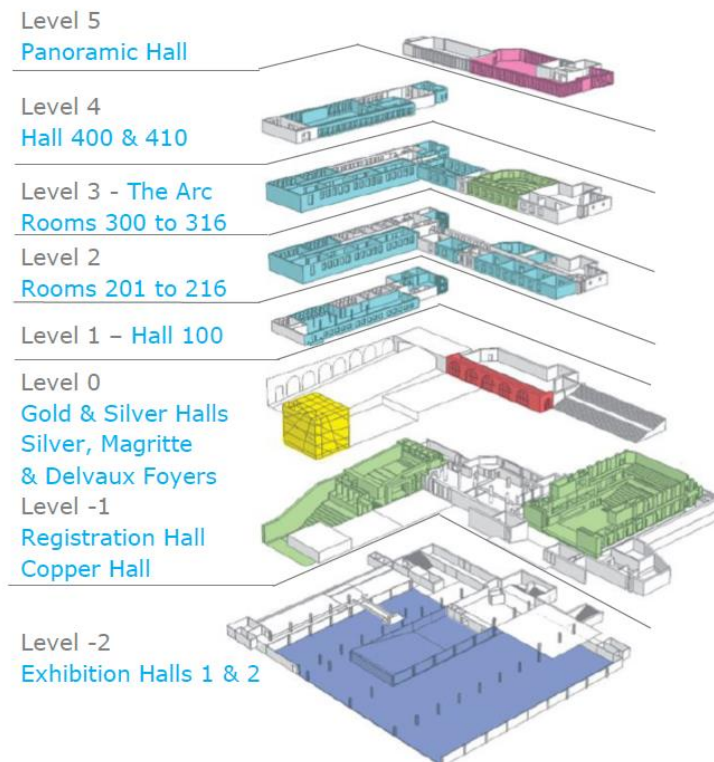 Level 5
Panoramic Hall
Level 4
Hall 400 & 410
Level 3 - The Arc
Rooms 300 to 316
Level 2
Rooms 201 to 216
Level 1 – Hall 100
Level 0
Gold & Silver Halls
Silver, Magritte
& Delvaux Foyers
Level -1
Registration Hall
Copper Hall
Level -2
Exhibition Halls 1 & 2